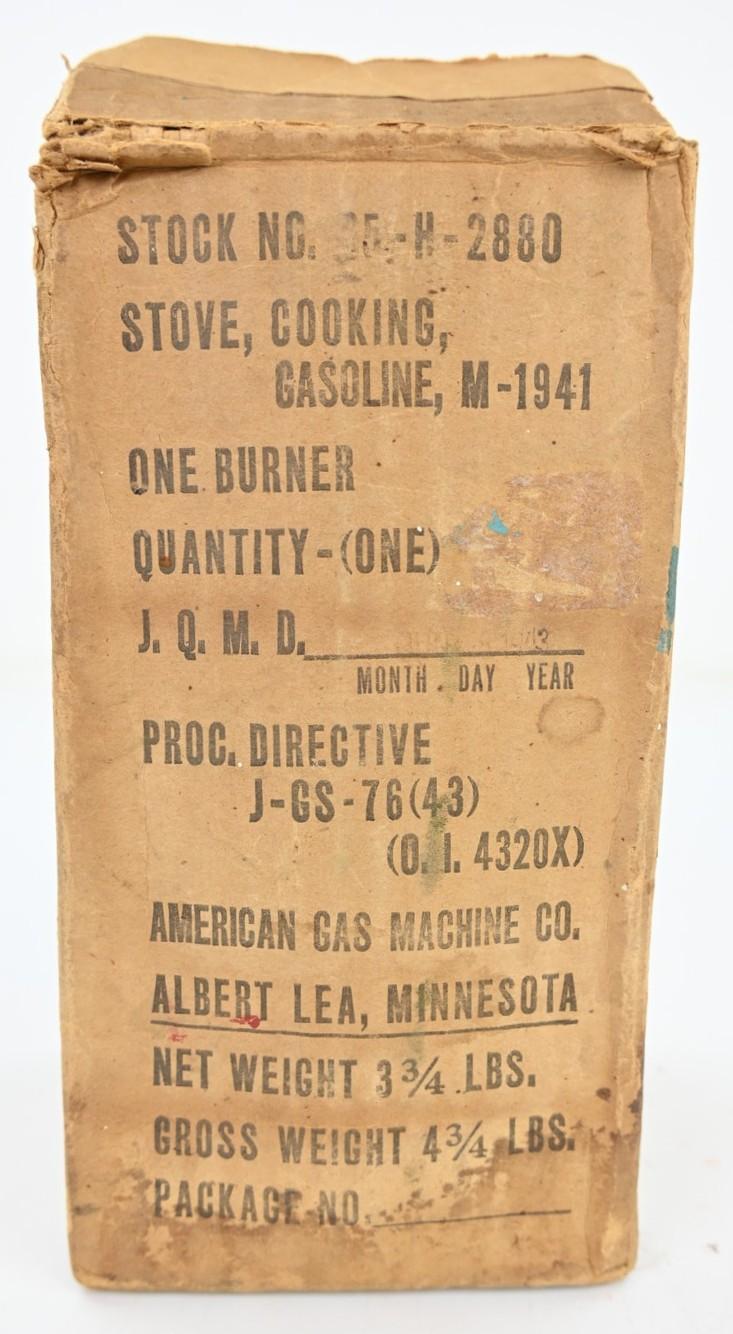 STOCK NO. -H-2880
STOVE, COOKING,
GASOLINE, M-1941
ONE BURNER
QUANTITY-(ONE)
J. Q. M. D.
MONTH DAY YEAR
PROC. DIRECTIVE
J-GS-76(43)
(O. I. 4320X)
AMERICAN GAS MACHINE CO.
ALBERT LEA, MINNESOTA
NET WEIGHT 3¾ LBS.
GROSS WEIGHT 4¾ LBS.
PACKAGE NO.